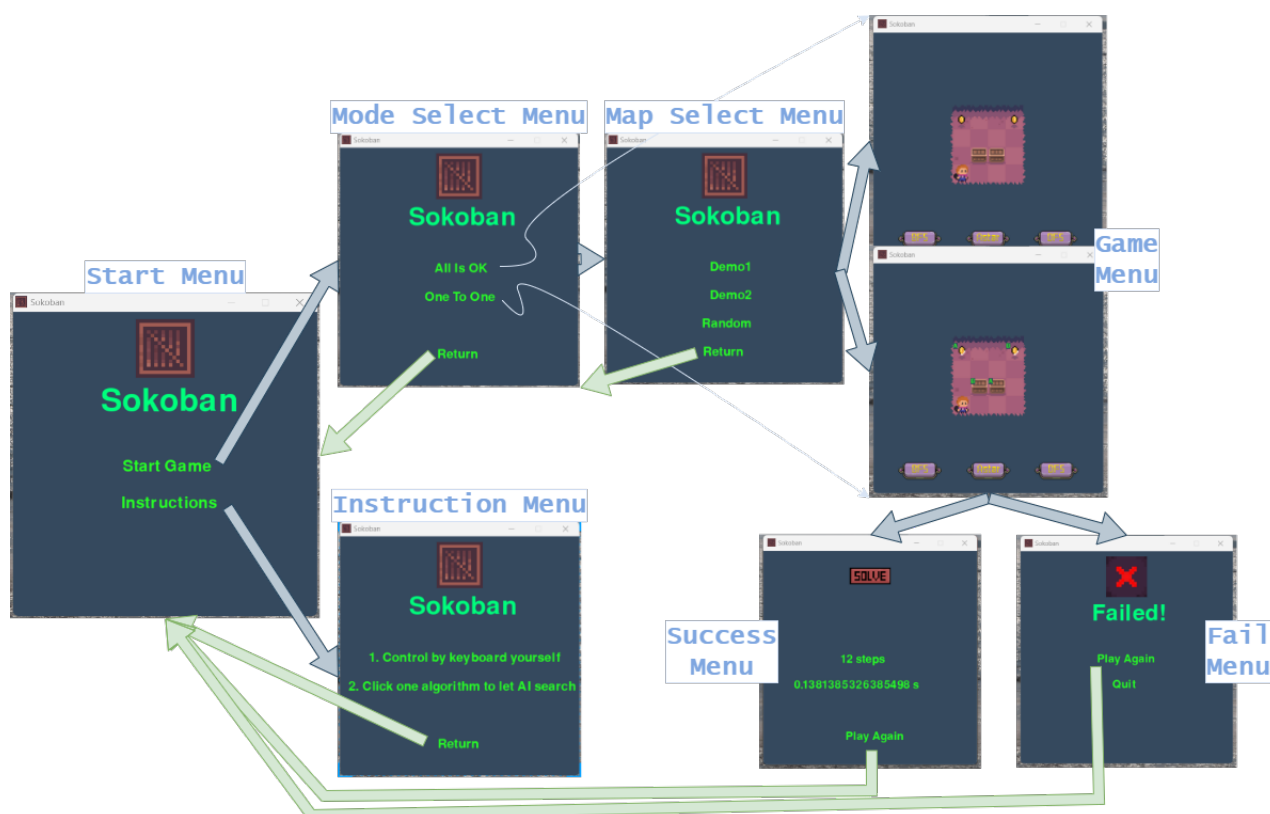 Sokoban
Mode Select Menu
Map Select Menu
Sokoban
Sokoban
Sokoban
Sokoban
All Is OK
One To One
Return
Demo1
Demo2
Random
Return
Game
Menu
Sokoban
Start Menu
Sokoban
Sokoban
Start Game
Instructions
Instruction Menu
Sokoban
Sokoban
1. Control by keyboard yourself
2. Click one algorithm to let AI search
Return
Success
Menu
Sokoban
SOLVE
12 steps
0.1381385326385498 s
Play Again
Fail
Menu
Sokoban
Failed!
Play Again
Quit